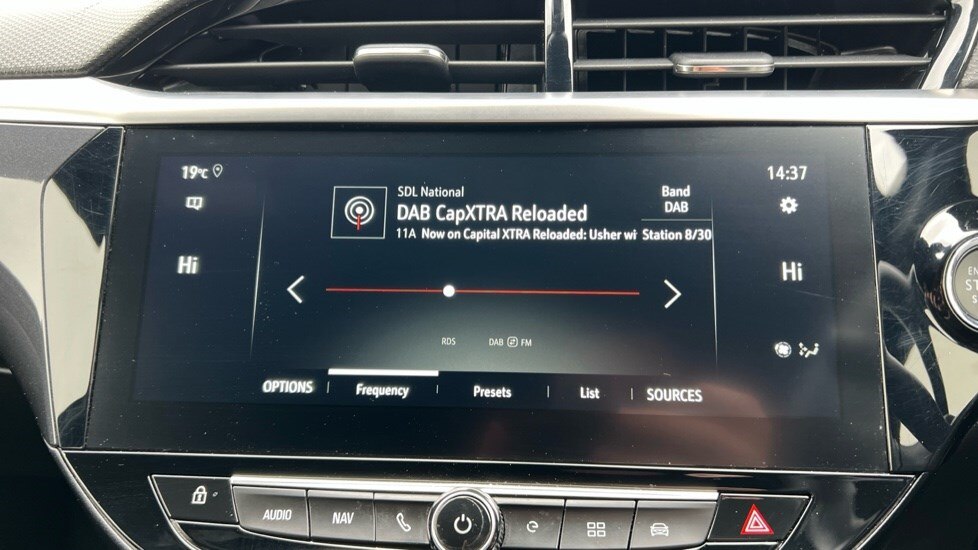 19°C
14:37
SDL National
DAB CapXTRA Reloaded
11A Now on Capital XTRA Reloaded: Usher wi
Band
DAB
Station 8/30
Hi
Hi
RDS
DAB FM
OPTIONS
Frequency
Presets
List
SOURCES
AUDIO
NAV